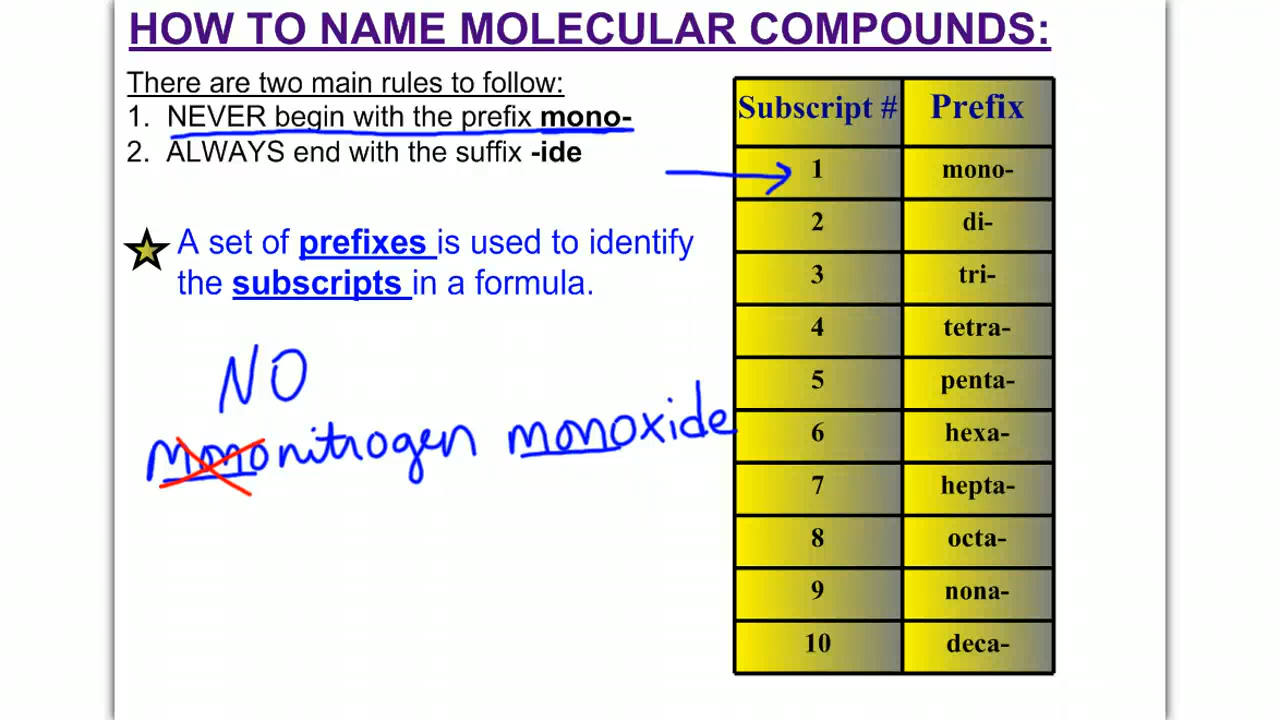 HOW TO NAME MOLECULAR COMPOUNDS:
There are two main rules to follow:
1. NEVER begin with the prefix mono-
2. ALWAYS end with the suffix -ide
A set of prefixes is used to identify
the subscripts in a formula.
NO
mononitrogen monoxide
Subscript # Prefix
1 mono-
2 di-
3 tri-
4 tetra-
5 penta-
6 hexa-
7 hepta-
8 octa-
9 nona-
10 deca-